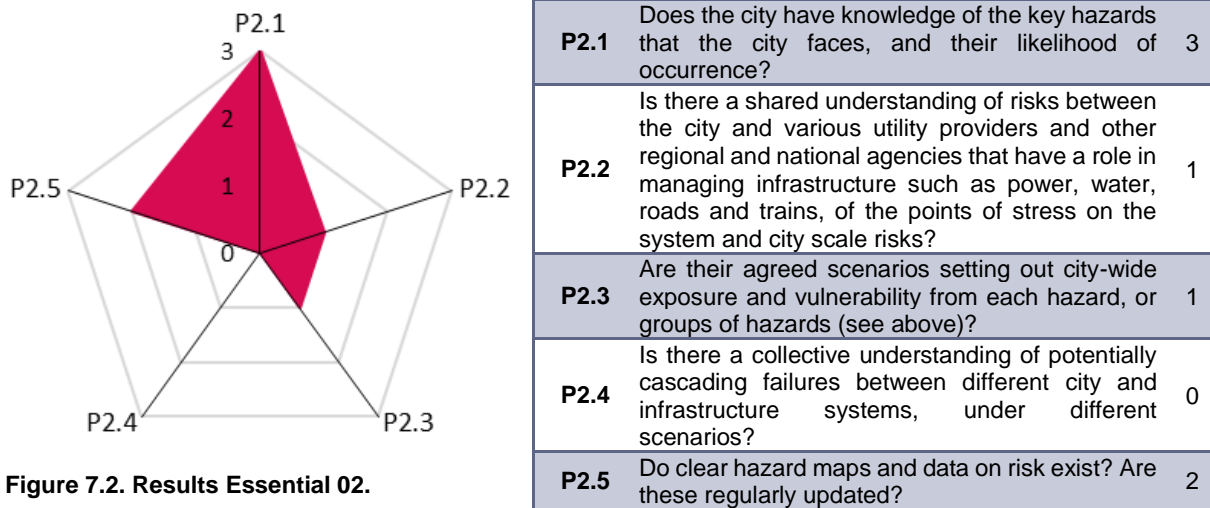 P2.1
3
2
1
0
P2.2
P2.3
P2.4
P2.5
Figure 7.2. Results Essential 02.
P2.1 Does the city have knowledge of the key hazards
that the city faces, and their likelihood of
occurrence? 3
P2.2 Is there a shared understanding of risks between
the city and various utility providers and other
regional and national agencies that have a role in
managing infrastructure such as power, water,
roads and trains, of the points of stress on the
system and city scale risks? 1
P2.3 Are their agreed scenarios setting out city-wide
exposure and vulnerability from each hazard, or
groups of hazards (see above)? 1
P2.4 Is there a collective understanding of potentially
cascading failures between different city and
infrastructure systems, under different
scenarios? 0
P2.5 Do clear hazard maps and data on risk exist? Are
these regularly updated? 2